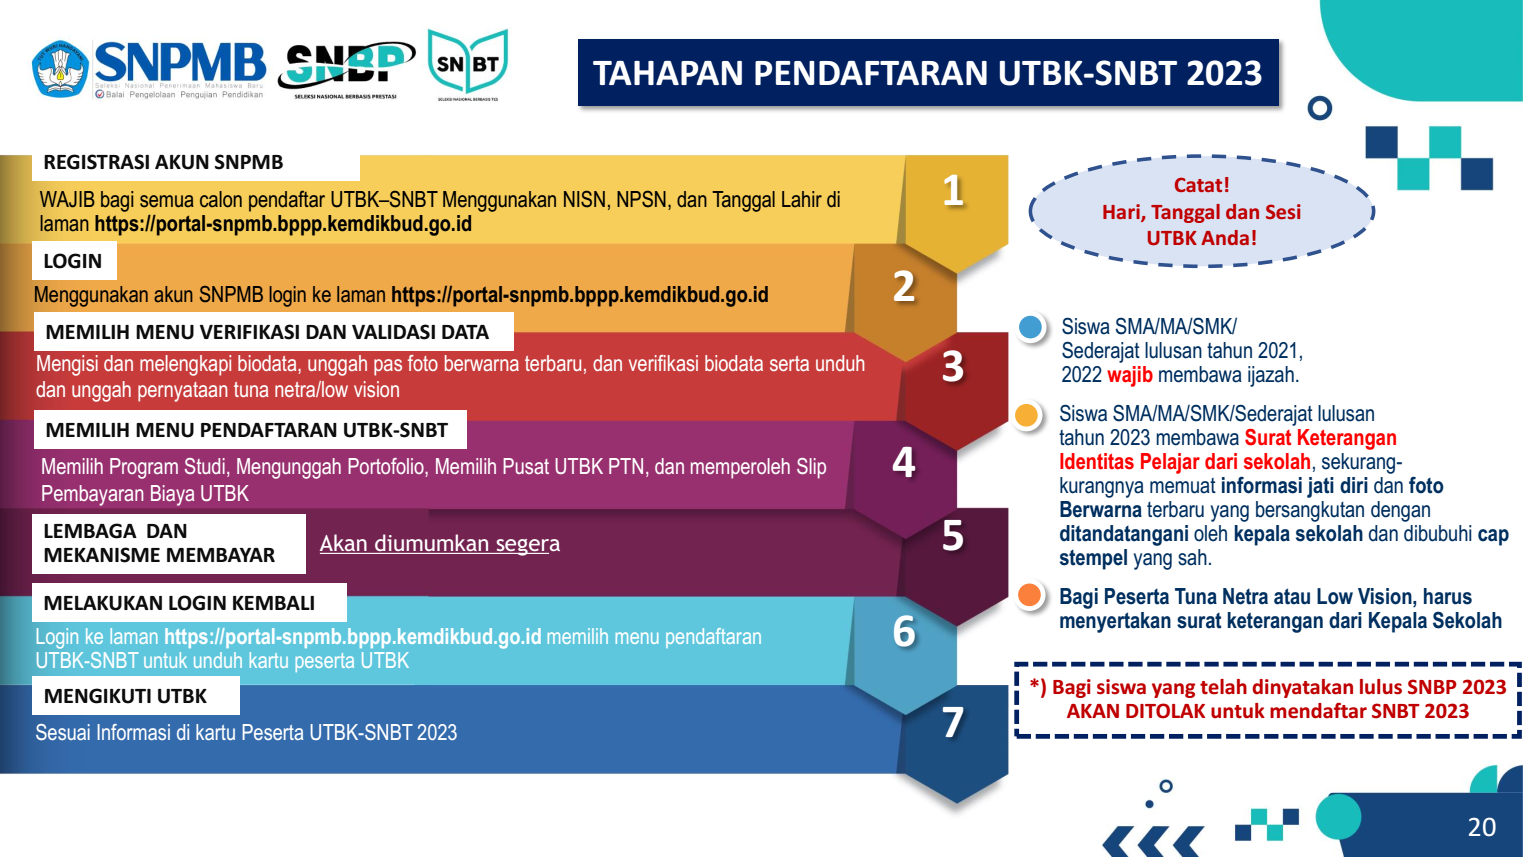 SNPMB
Seleksi Nasional Penerimaan Mahasiswa Baru
Balai Pengelolaan Pengujian Pendidikan
SNBP
SELEKSI NASIONAL BERBASIS PRESTASI
SNBT
SELEKSI NASIONAL BERBASIS TES
TAHAPAN PENDAFTARAN UTBK-SNBT 2023
REGISTRASI AKUN SNPMB
WAJIB bagi semua calon pendaftar UTBK–SNBT Menggunakan NISN, NPSN, dan Tanggal Lahir di
laman https://portal-snpmb.bppp.kemdikbud.go.id
1
LOGIN
Menggunakan akun SNPMB login ke laman https://portal-snpmb.bppp.kemdikbud.go.id
2
MEMILIH MENU VERIFIKASI DAN VALIDASI DATA
Mengisi dan melengkapi biodata, unggah pas foto berwarna terbaru, dan verifikasi biodata serta unduh
dan unggah pernyataan tuna netra/low vision
3
MEMILIH MENU PENDAFTARAN UTBK-SNBT
Memilih Program Studi, Mengunggah Portofolio, Memilih Pusat UTBK PTN, dan memperoleh Slip
Pembayaran Biaya UTBK
4
LEMBAGA DAN
MEKANISME MEMBAYAR
Akan diumumkan segera
5
MELAKUKAN LOGIN KEMBALI
Login ke laman https://portal-snpmb.bppp.kemdikbud.go.id memilih menu pendaftaran
UTBK-SNBT untuk unduh kartu peserta UTBK
6
MENGIKUTI UTBK
Sesuai Informasi di kartu Peserta UTBK-SNBT 2023
7
Catat!
Hari, Tanggal dan Sesi
UTBK Anda!
Siswa SMA/MA/SMK/
Sederajat lulusan tahun 2021,
2022 wajib membawa ijazah.
Siswa SMA/MA/SMK/Sederajat lulusan
tahun 2023 membawa Surat Keterangan
Identitas Pelajar dari sekolah, sekurang-
kurangnya memuat informasi jati diri dan foto
Berwarna terbaru yang bersangkutan dengan
ditandatangani oleh kepala sekolah dan dibubuhi cap
stempel yang sah.
Bagi Peserta Tuna Netra atau Low Vision, harus
menyertakan surat keterangan dari Kepala Sekolah
*) Bagi siswa yang telah dinyatakan lulus SNBP 2023
AKAN DITOLAK untuk mendaftar SNBT 2023
20